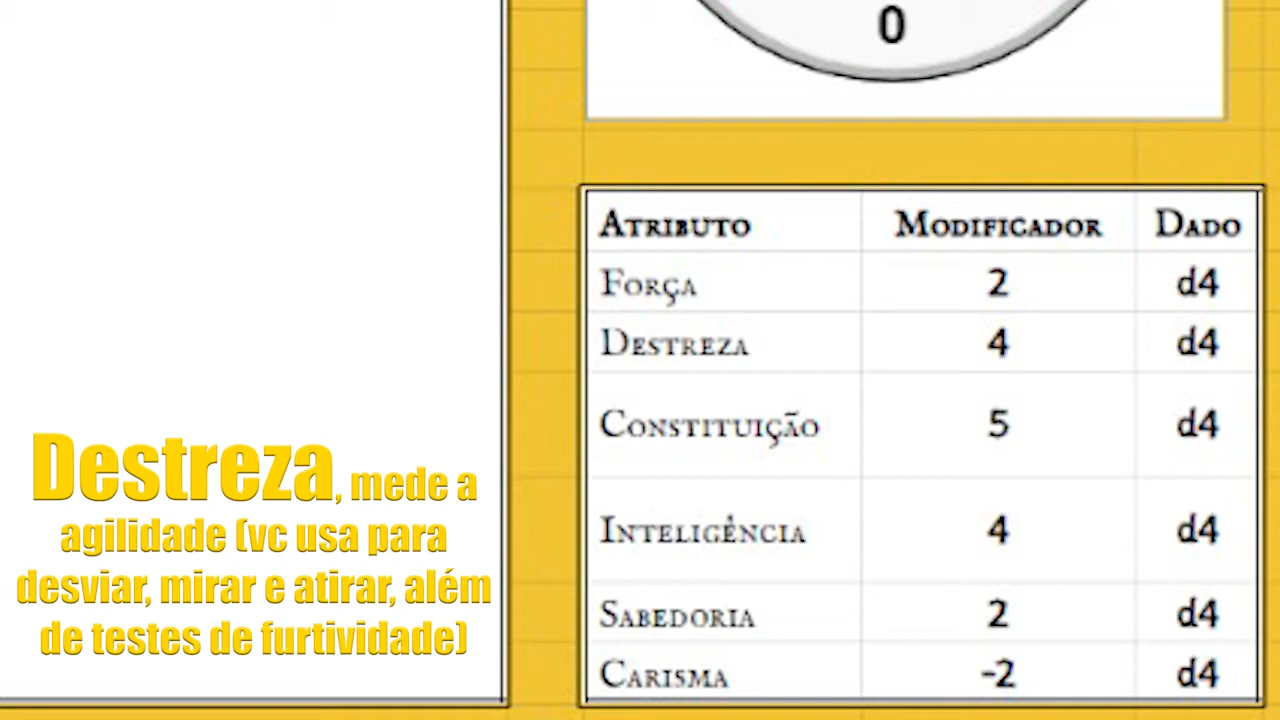 0
Atributo Modificador Dado
Força 2 d4
Destreza 4 d4
Constituição 5 d4
Inteligência 4 d4
Sabedoria 2 d4
Carisma -2 d4
Destreza, mede a
agilidade (vc usa para
desviar, mirar e atirar, além
de testes de furtividade)